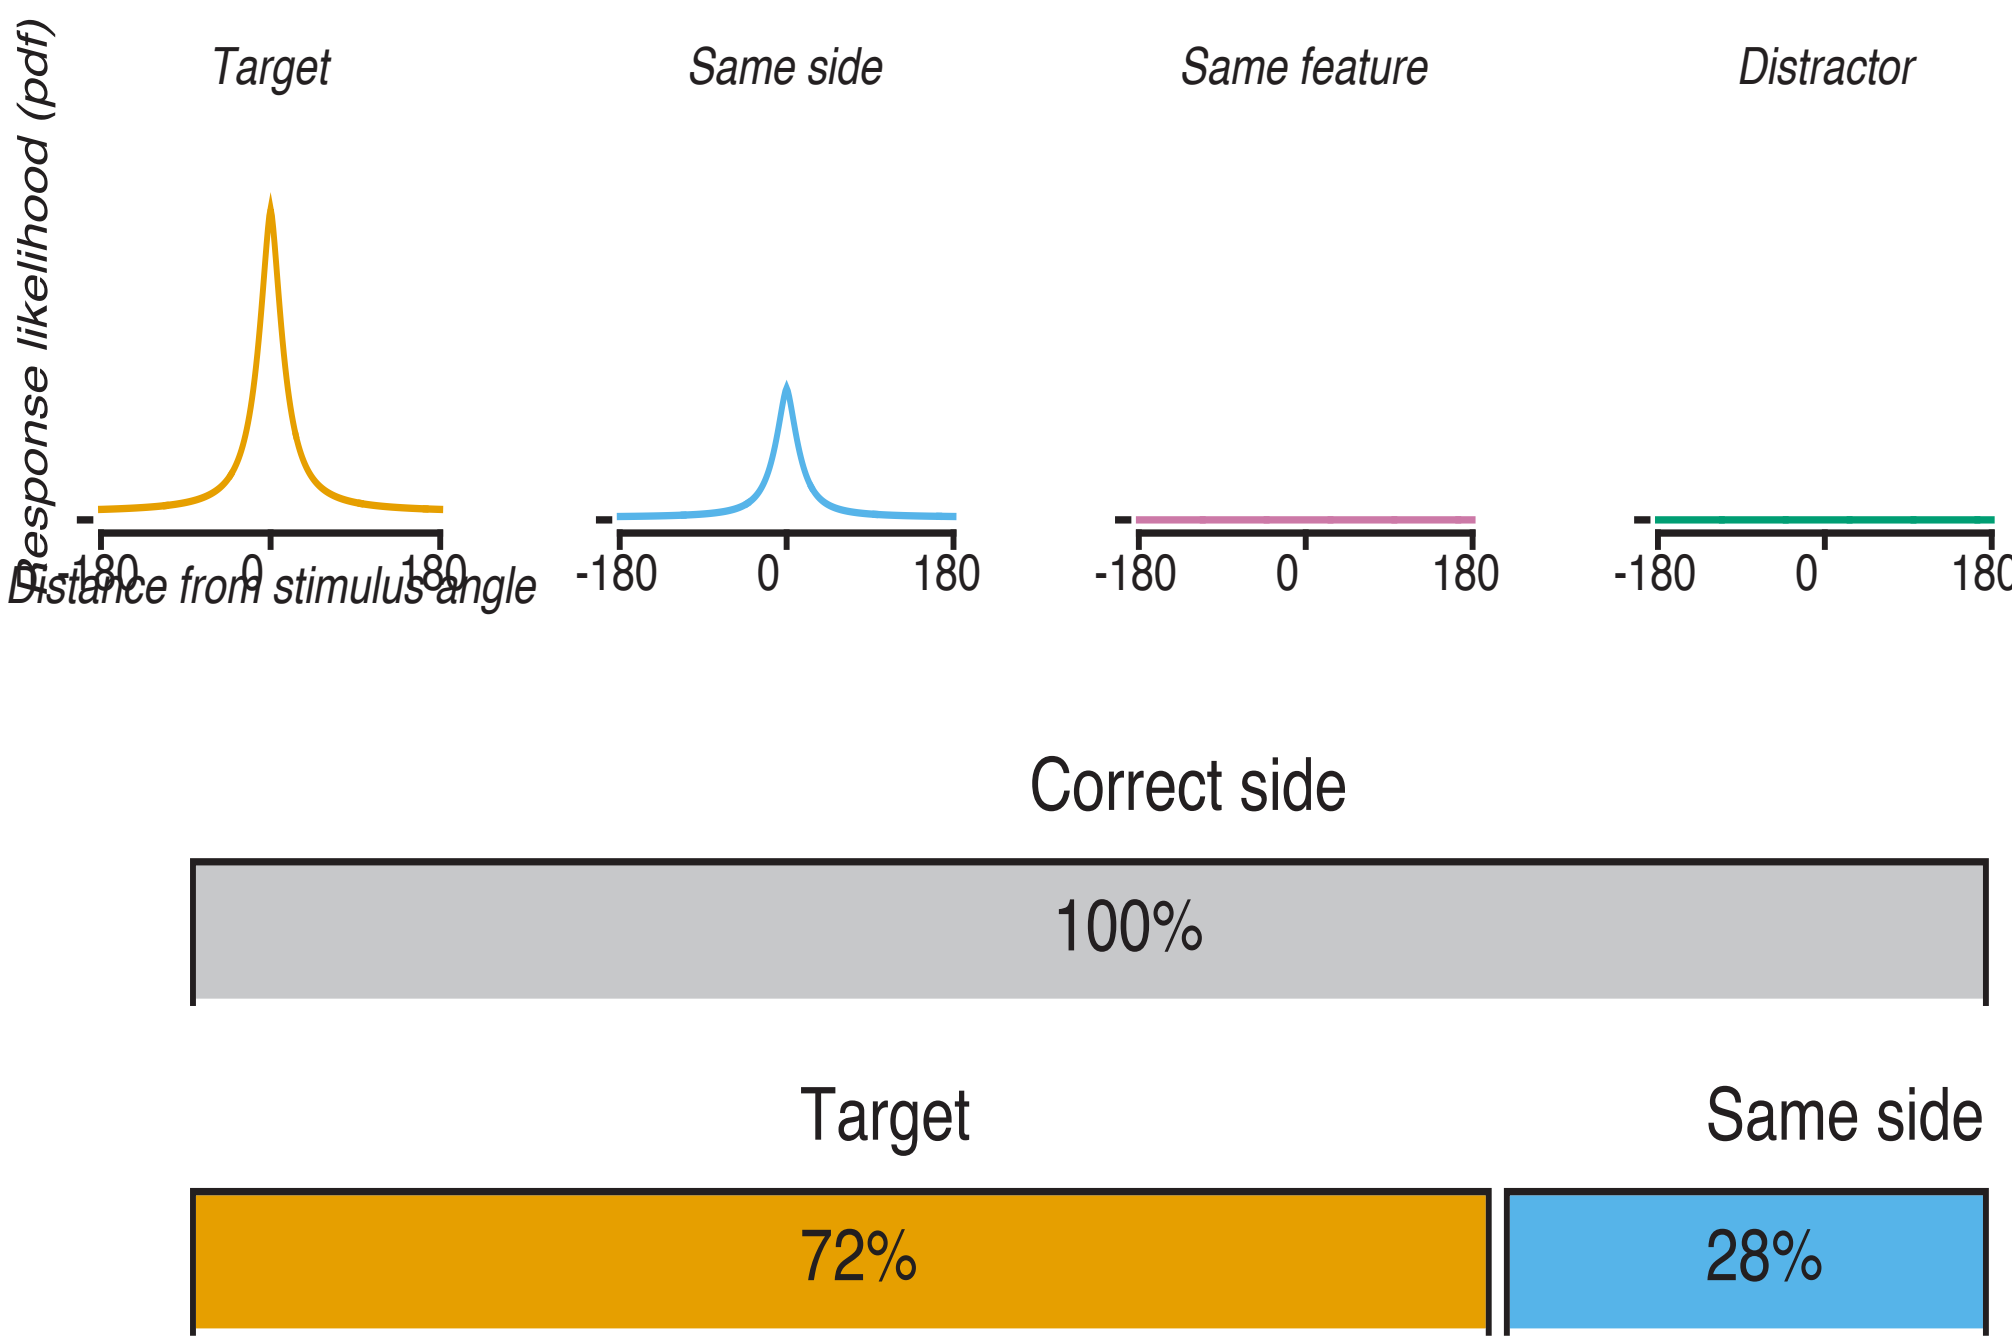 Response likelihood (pdf)
Target
Same side
Same feature
Distractor
-180 0 180
-180 0 180
-180 0 180
-180 0 180
Distance from stimulus angle
Correct side
100%
Target Same side
72% 28%